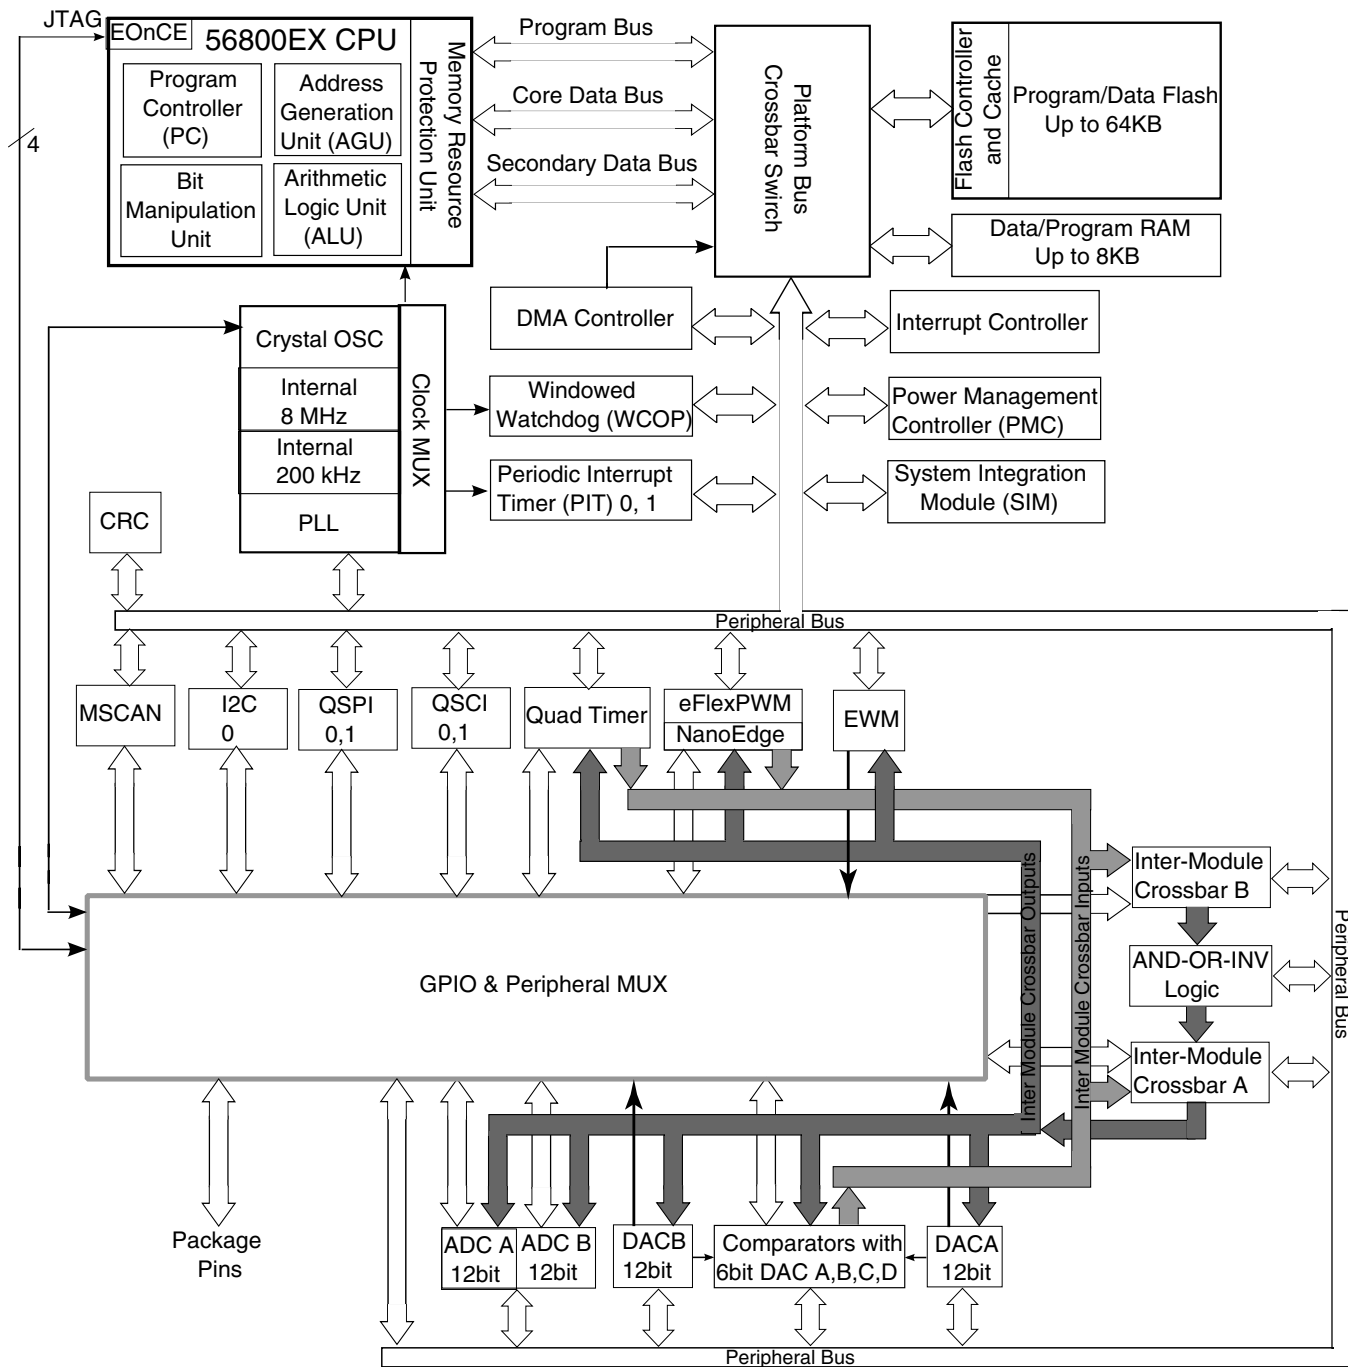 JTAG
EOnCE
56800EX CPU
Program
Controller
(PC)
Address
Generation
Unit (AGU)
Bit
Manipulation
Unit
Arithmetic
Logic Unit
(ALU)
Memory Resource
Protection Unit
4
Program Bus
Core Data Bus
Secondary Data Bus
Platform Bus
Crossbar Swirch
Flash Controller
and Cache
Program/Data Flash
Up to 64KB
Data/Program RAM
Up to 8KB
DMA Controller
Interrupt Controller
Crystal OSC
Internal
8 MHz
Internal
200 kHz
PLL
Clock MUX
Windowed
Watchdog (WCOP)
Power Management
Controller (PMC)
Periodic Interrupt
Timer (PIT) 0, 1
System Integration
Module (SIM)
CRC
Peripheral Bus
MSCAN
I2C
0
QSPI
0,1
QSCI
0,1
Quad Timer
eFlexPWM
NanoEdge
EWM
Inter Module Crossbar Outputs
Inter Module Crossbar Inputs
Inter-Module
Crossbar B
AND-OR-INV
Logic
Inter-Module
Crossbar A
Peripheral Bus
GPIO & Peripheral MUX
Package
Pins
ADC A
12bit
ADC B
12bit
DACB
12bit
Comparators with
6bit DAC A,B,C,D
DACA
12bit
Peripheral Bus